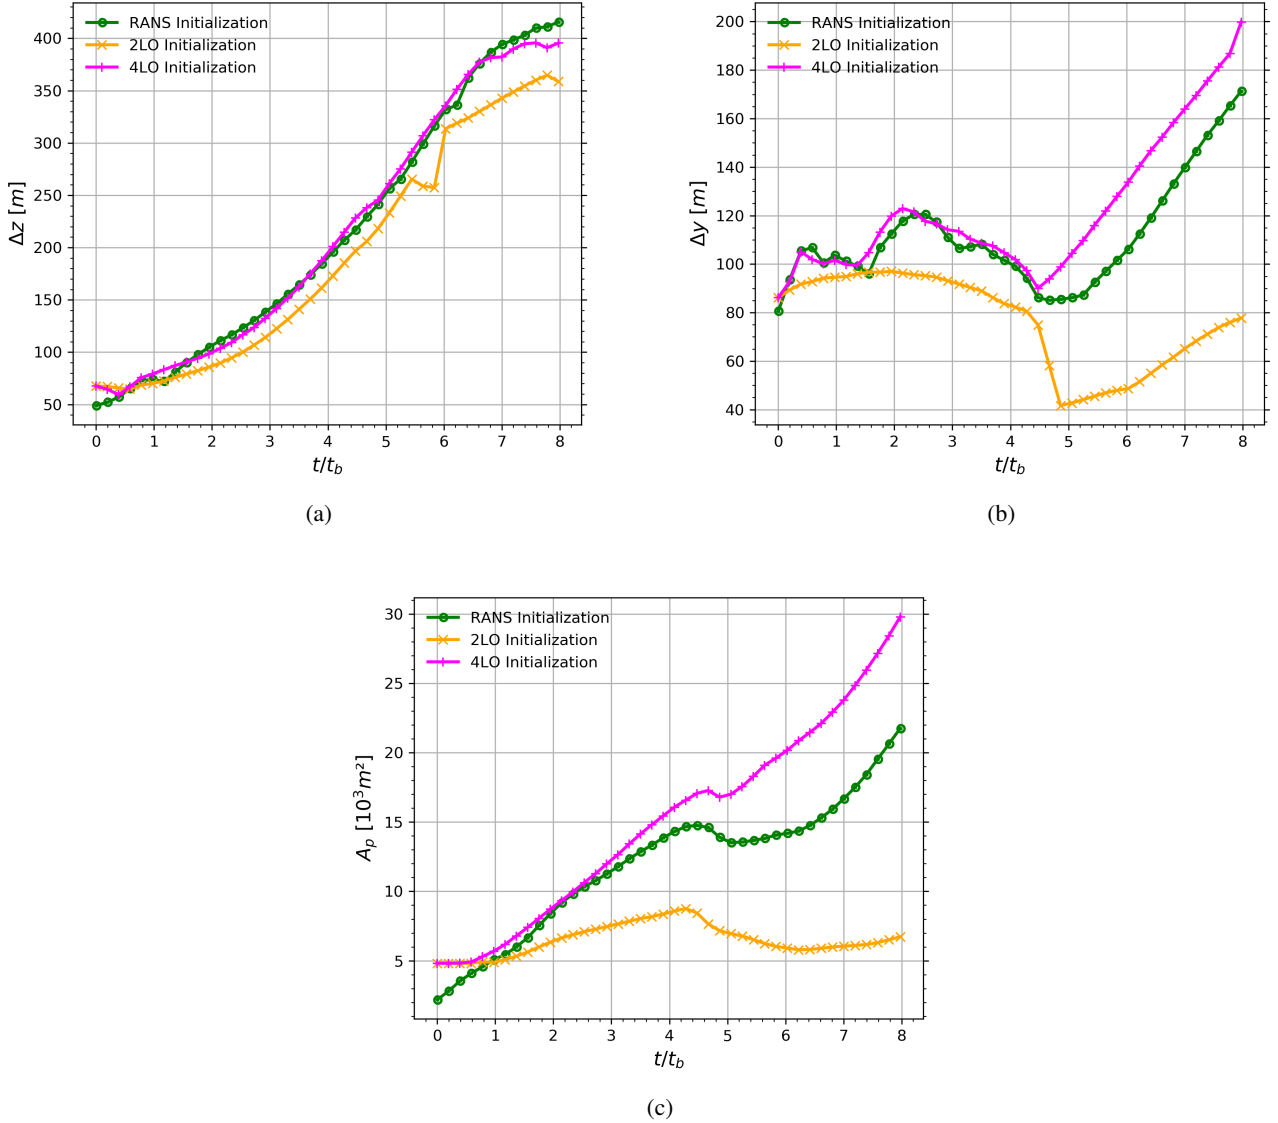 RANS Initialization
2LO Initialization
4LO Initialization
Δz [m]
400
350
300
250
200
150
100
50
0 1 2 3 4 5 6 7 8
t/t_b
(a)
RANS Initialization
2LO Initialization
4LO Initialization
Δy [m]
200
180
160
140
120
100
80
60
40
0 1 2 3 4 5 6 7 8
t/t_b
(b)
RANS Initialization
2LO Initialization
4LO Initialization
A_p [10³m²]
30
25
20
15
10
5
0 1 2 3 4 5 6 7 8
t/t_b
(c)